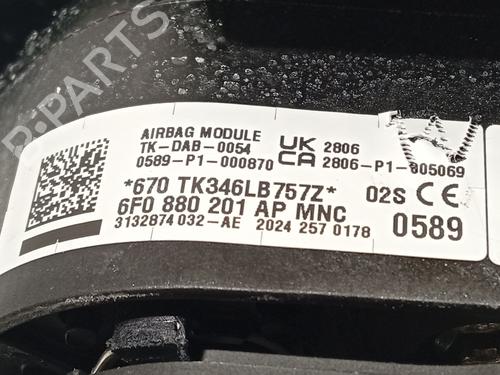 B-PARTS
AIRBAG MODULE
TK-DAB-0054
0589-P1-000870
UK
CA
2806
2806-P1-005069
*670 TK346LB757Z*
02S CE
6F0 880 201 AP MNC
0589
3132874 032-AE 2024 257 0178